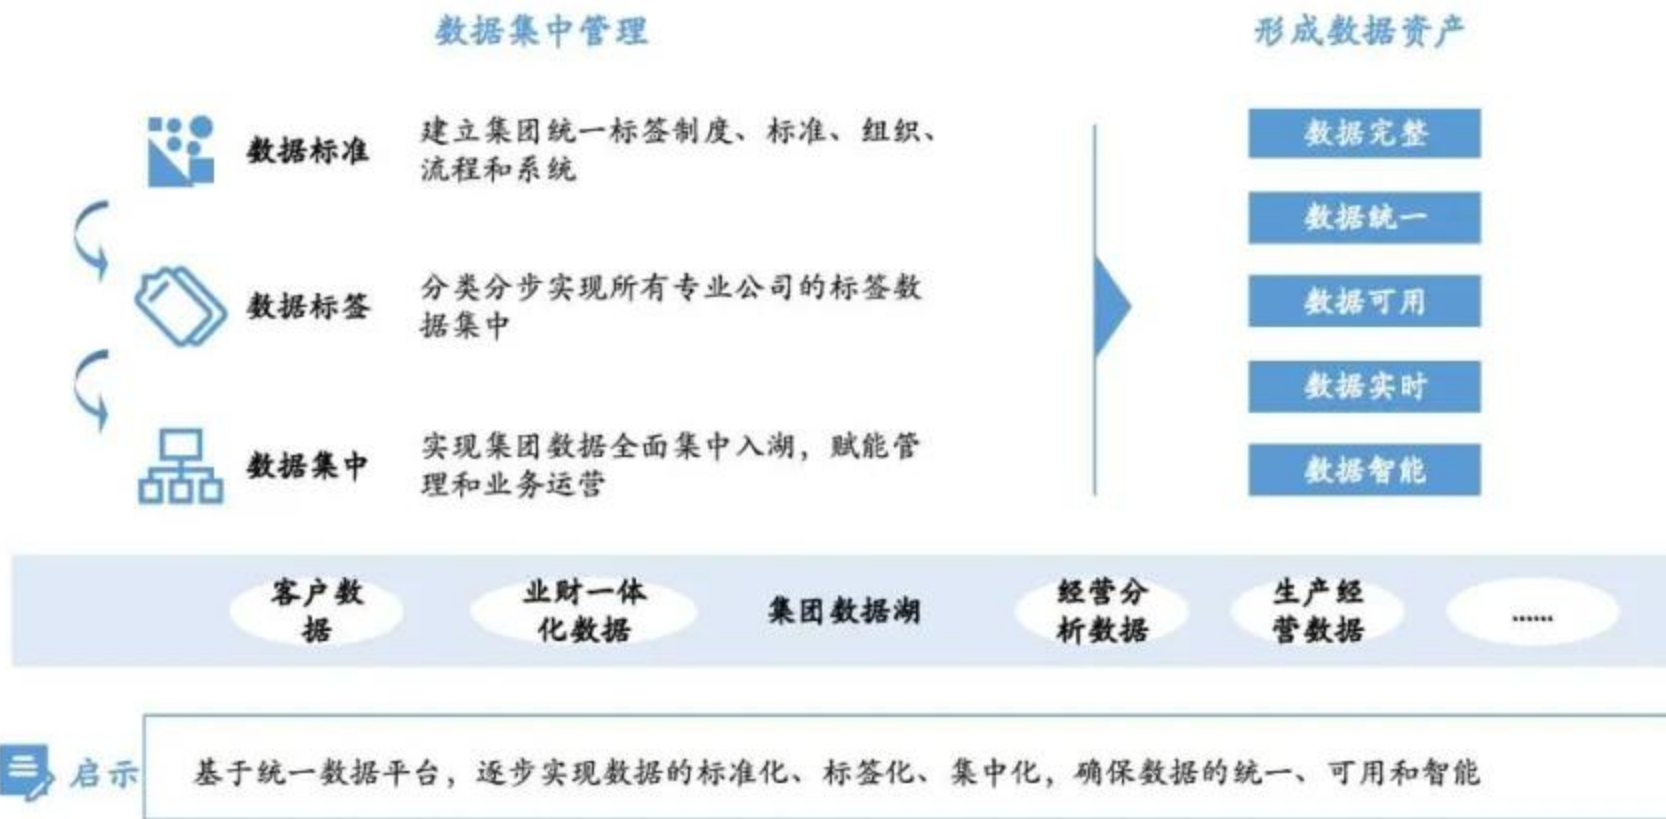 数据集中管理
形成数据资产
数据标准
建立集团统一标签制度、标准、组织、
流程和系统
数据标签
分类分步实现所有专业公司的标签数
据集中
数据集中
实现集团数据全面集中入湖，赋能管
理和业务运营
数据完整
数据统一
数据可用
数据实时
数据智能
客户数
据
业财一体
化数据
集团数据湖
经营分
析数据
生产经
营数据
......
启示
基于统一数据平台，逐步实现数据的标准化、标签化、集中化，确保数据的统一、可用和智能